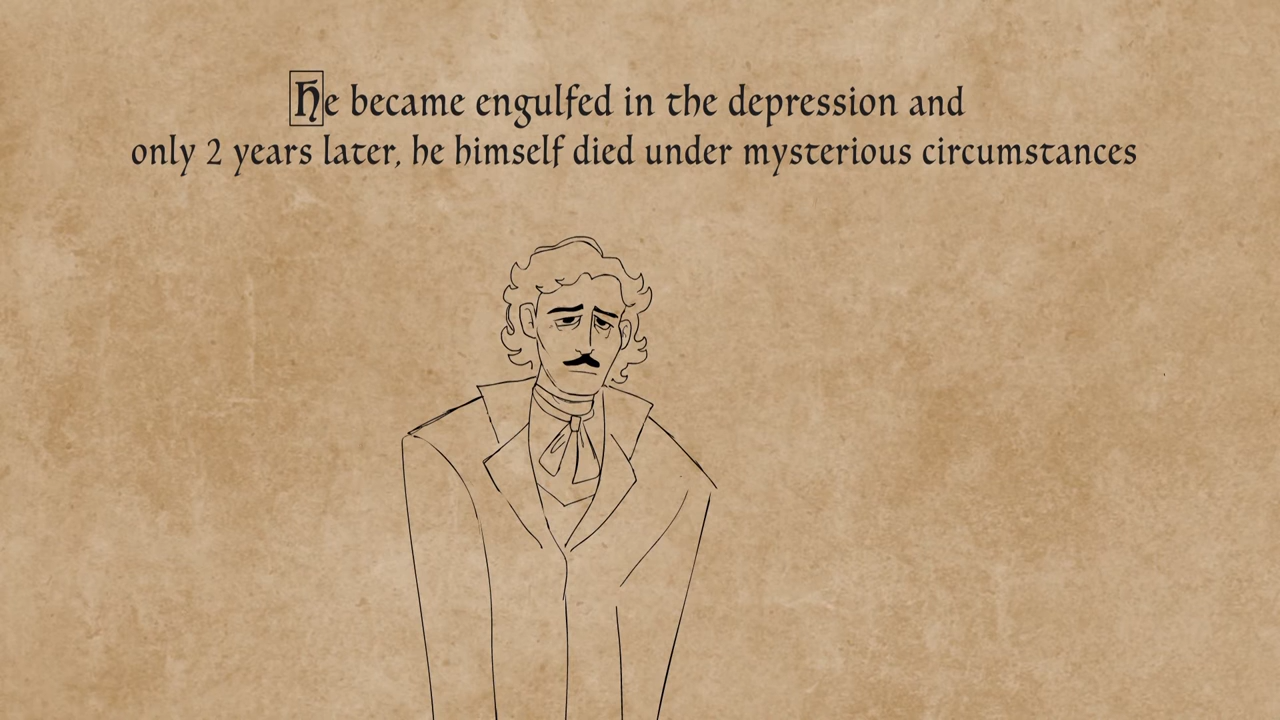 He became engulfed in the depression and
only 2 years later, he himself died under mysterious circumstances